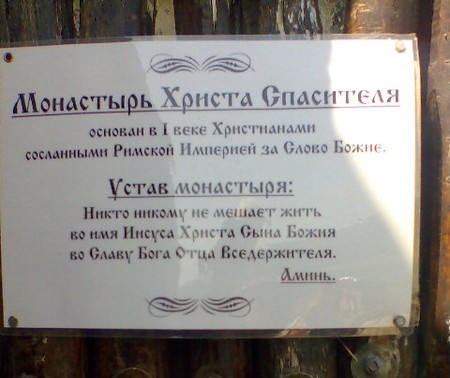 Монастырь Христа Спасителя
основан в I веке Христианами
сосланными Римской Империей за Слово Божие.
Устав монастыря:
Никто никому не мешает жить
во имя Иисуса Христа Сына Божия
во Славу Бога Отца Вседержителя.
Аминь.